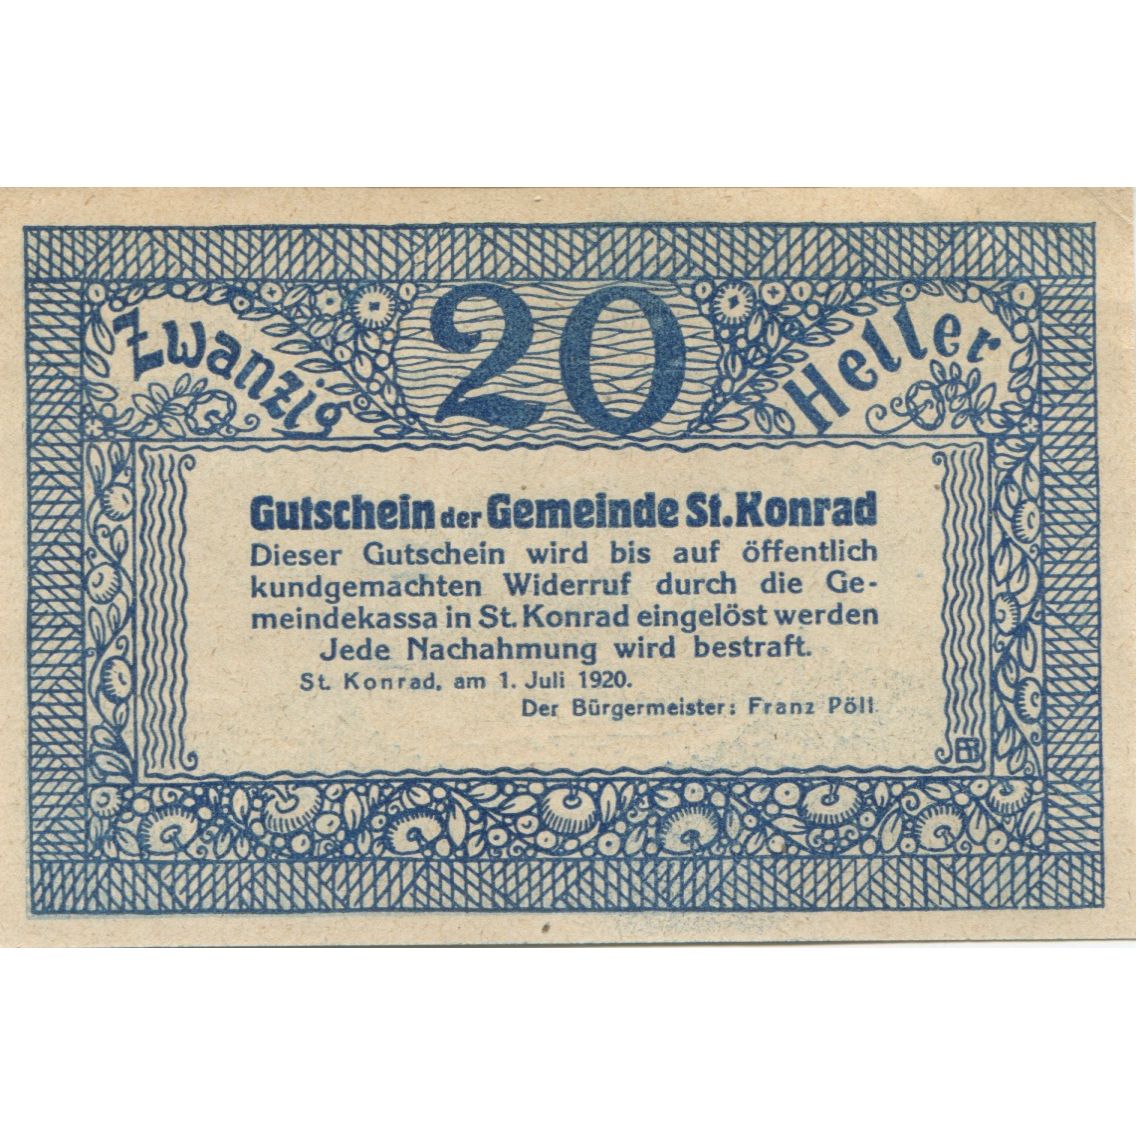 Zwanzig 20 Heller
Gutschein der Gemeinde St. Konrad
Dieser Gutschein wird bis auf öffentlich
kundgemachten Widerruf durch die Ge-
meindekassa in St. Konrad eingelöst werden
Jede Nachahmung wird bestraft.
St. Konrad, am 1. Juli 1920.
Der Bürgermeister: Franz Pöll